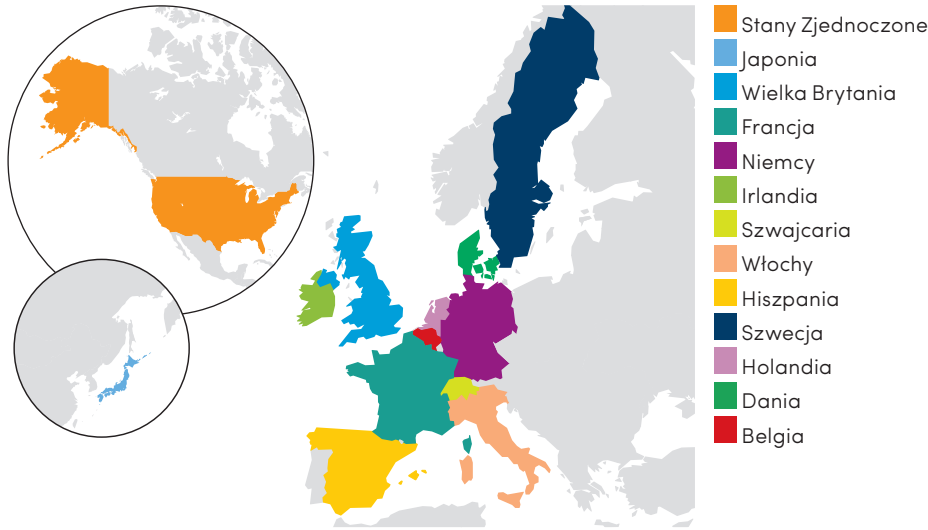 Stany Zjednoczone
Japonia
Wielka Brytania
Francja
Niemcy
Irlandia
Szwajcaria
Włochy
Hiszpania
Szwecja
Holandia
Dania
Belgia